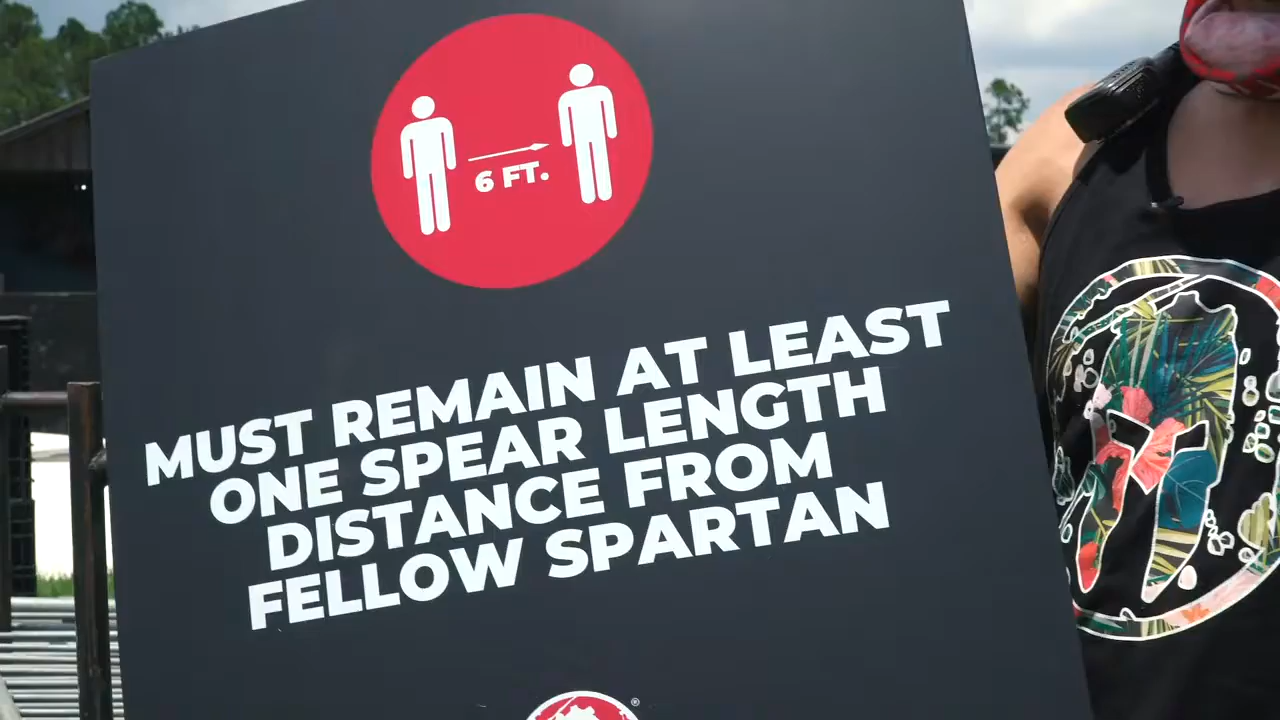 6 FT.
MUST REMAIN AT LEAST
ONE SPEAR LENGTH
DISTANCE FROM
FELLOW SPARTAN
®